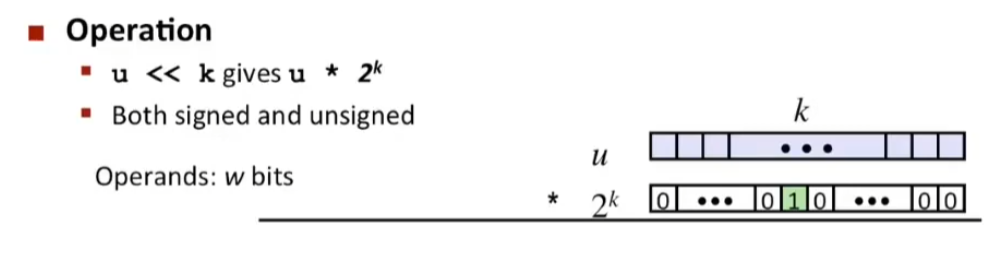 Operation
u << k gives u * 2^k
Both signed and unsigned
k
u
•••
Operands: w bits
* 2^k 0 ••• 0 1 0 ••• 0 0